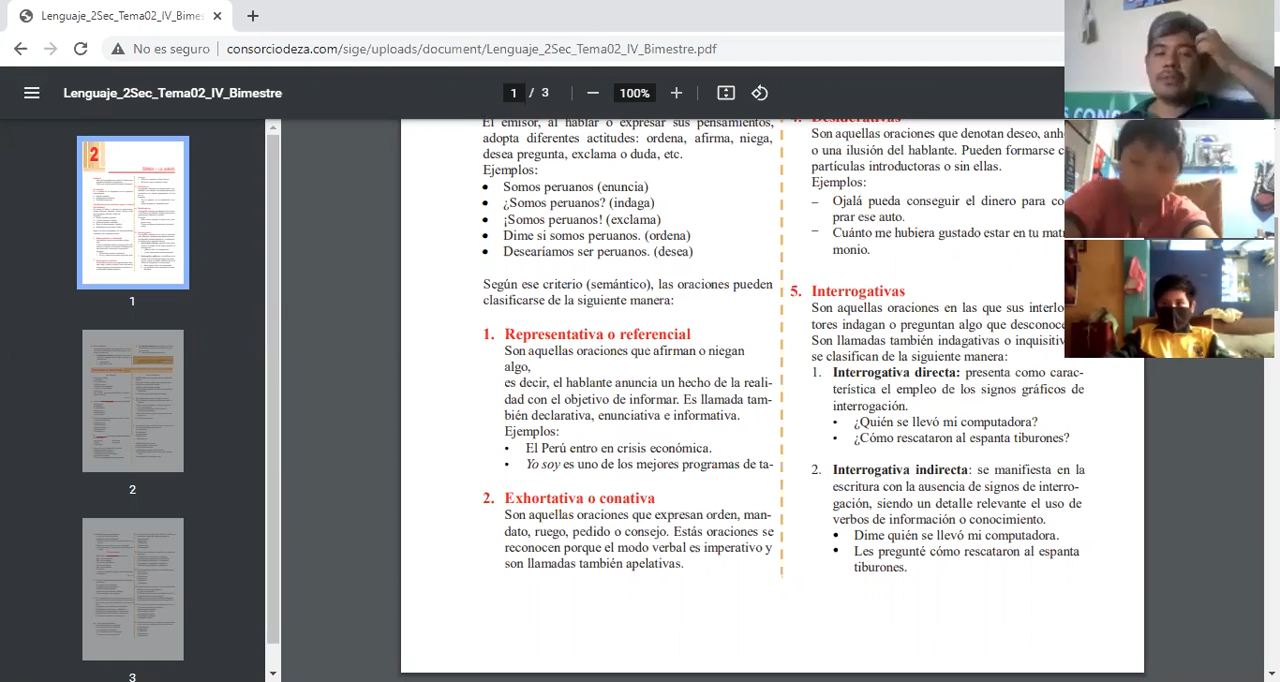 Lenguaje_2Sec_Tema02_IV_Bimes
No es seguro
consorciodeza.com/sige/uploads/document/Lenguaje_2Sec_Tema02_IV_Bimestre.pdf
Lenguaje_2Sec_Tema02_IV_Bimestre
1 / 3
100%
2
1
2
3
El emisor, al hablar o expresar sus pensamientos,
adopta diferentes actitudes: ordena, afirma, niega,
desea pregunta, exclama o duda, etc.
Ejemplos:
• Somos peruanos (enuncia)
• ¿Somos peruanos? (indaga)
• ¡Somos peruanos! (exclama)
• Dime si somos peruanos. (ordena)
• Desearíamos ser peruanos. (desea)
Según ese criterio (semántico), las oraciones pueden
clasificarse de la siguiente manera:
1. Representativa o referencial
Son aquellas oraciones que afirman o niegan
algo,
es decir, el hablante anuncia un hecho de la reali-
dad con el objetivo de informar. Es llamada tam-
bién declarativa, enunciativa e informativa.
Ejemplos:
• El Perú entro en crisis económica.
• Yo soy es uno de los mejores programas de ta-
2. Exhortativa o conativa
Son aquellas oraciones que expresan orden, man-
dato, ruego, pedido o consejo. Estás oraciones se
reconocen porque el modo verbal es imperativo y
son llamadas también apelativas.
4. Desiderativas
Son aquellas oraciones que denotan deseo, anh
o una ilusión del hablante. Pueden formarse c
partículas introductoras o sin ellas.
Ejemplos:
– Ojalá pueda conseguir el dinero para co
prar ese auto.
– Cuánto me hubiera gustado estar en tu matr
monio.
5. Interrogativas
Son aquellas oraciones en las que sus interlo
tores indagan o preguntan algo que desconoce
Son llamadas también indagativas o inquisitiv
se clasifican de la siguiente manera:
1. Interrogativa directa: presenta como carac-
terística el empleo de los signos gráficos de
interrogación.
• ¿Quién se llevó mi computadora?
• ¿Cómo rescataron al espanta tiburones?
2. Interrogativa indirecta: se manifiesta en la
escritura con la ausencia de signos de interro-
gación, siendo un detalle relevante el uso de
verbos de información o conocimiento.
• Dime quién se llevó mi computadora.
• Les pregunté cómo rescataron al espanta
tiburones.